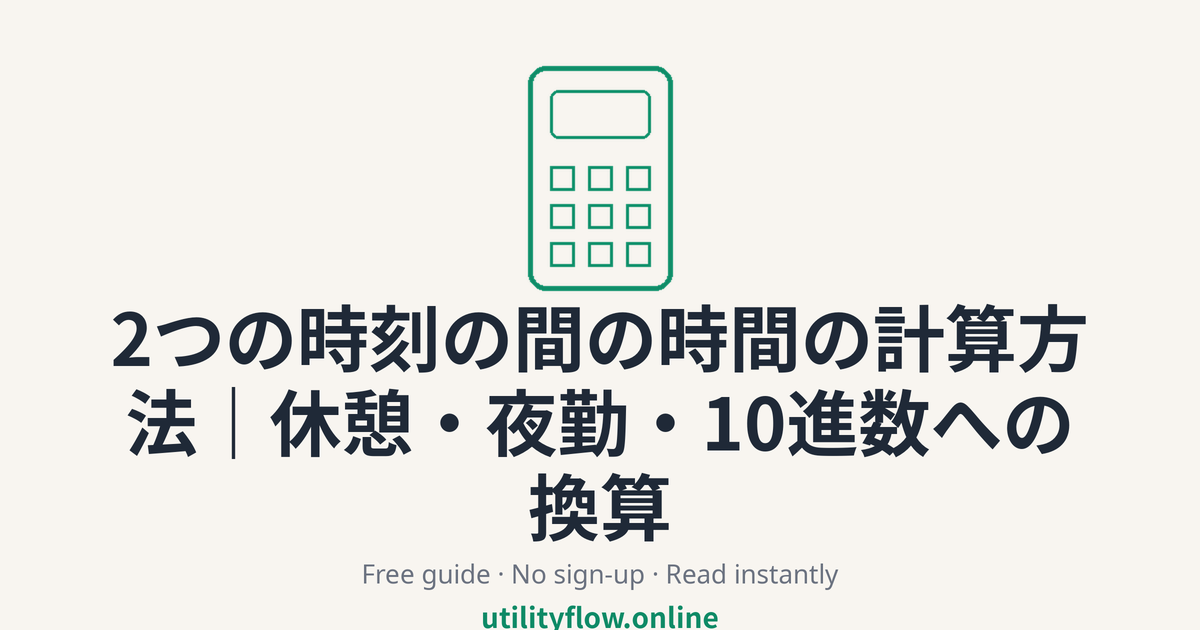 2つの時刻の間の時間の計算方
法｜休憩・夜勤・10進数への
換算
Free guide · No sign-up · Read instantly
utilityflow.online